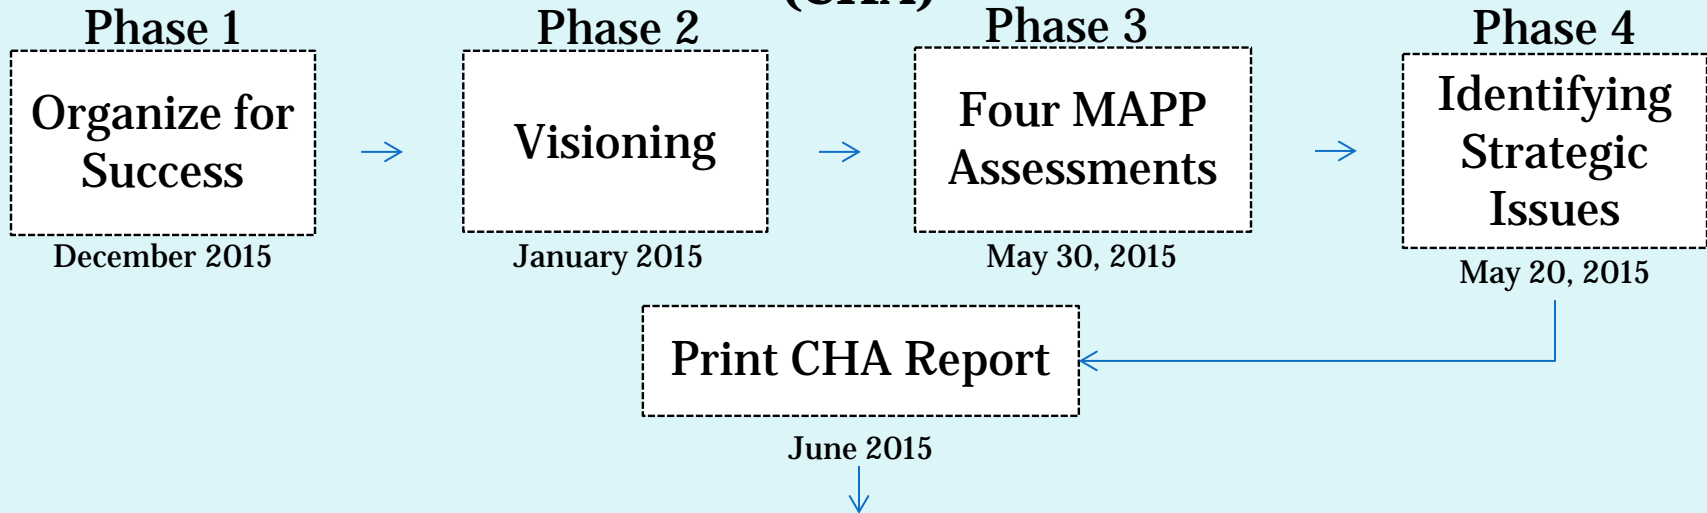 (CHA)
Phase 1
Phase 2
Phase 3
Phase 4
Organize for
Success
Visioning
Four MAPP
Assessments
Identifying
Strategic
Issues
December 2015
January 2015
May 30, 2015
May 20, 2015
Print CHA Report
June 2015